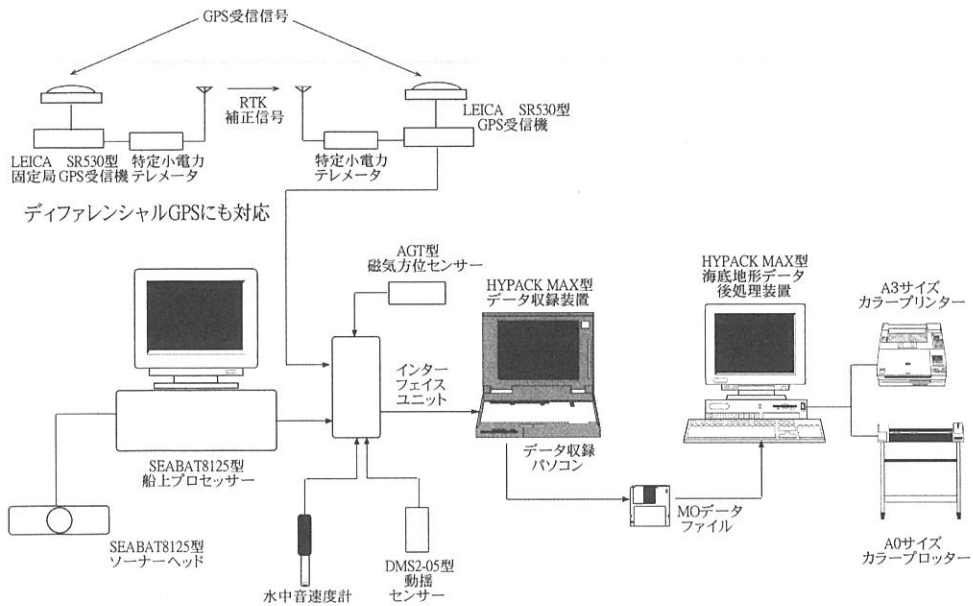 GPS受信信号
RTK
補正信号
LEICA SR530型
GPS受信機
LEICA SR530型
固定局 GPS受信機
特定小電力
テレメータ
特定小電力
テレメータ
ディファレンシャルGPSにも対応
AGT型
磁気方位センサー
HYPACK MAX型
データ収録装置
HYPACK MAX型
海底地形データ
後処理装置
A3サイズ
カラープリンター
インター
フェイス
ユニット
データ収録
パソコン
SEABAT8125型
船上プロセッサー
MOデータ
ファイル
SEABAT8125型
ソーナーヘッド
水中音速度計
DMS2-05型
動揺
センサー
A0サイズ
カラープロッター